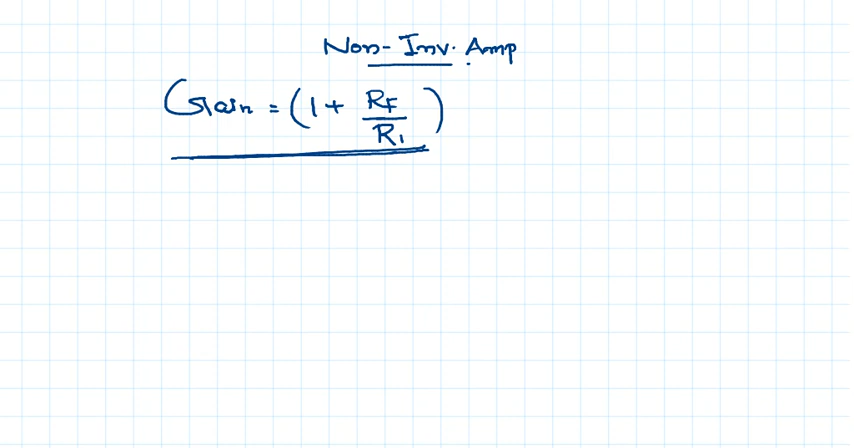 Non-Inv. Amp
Gain = (1 + RF/R1)